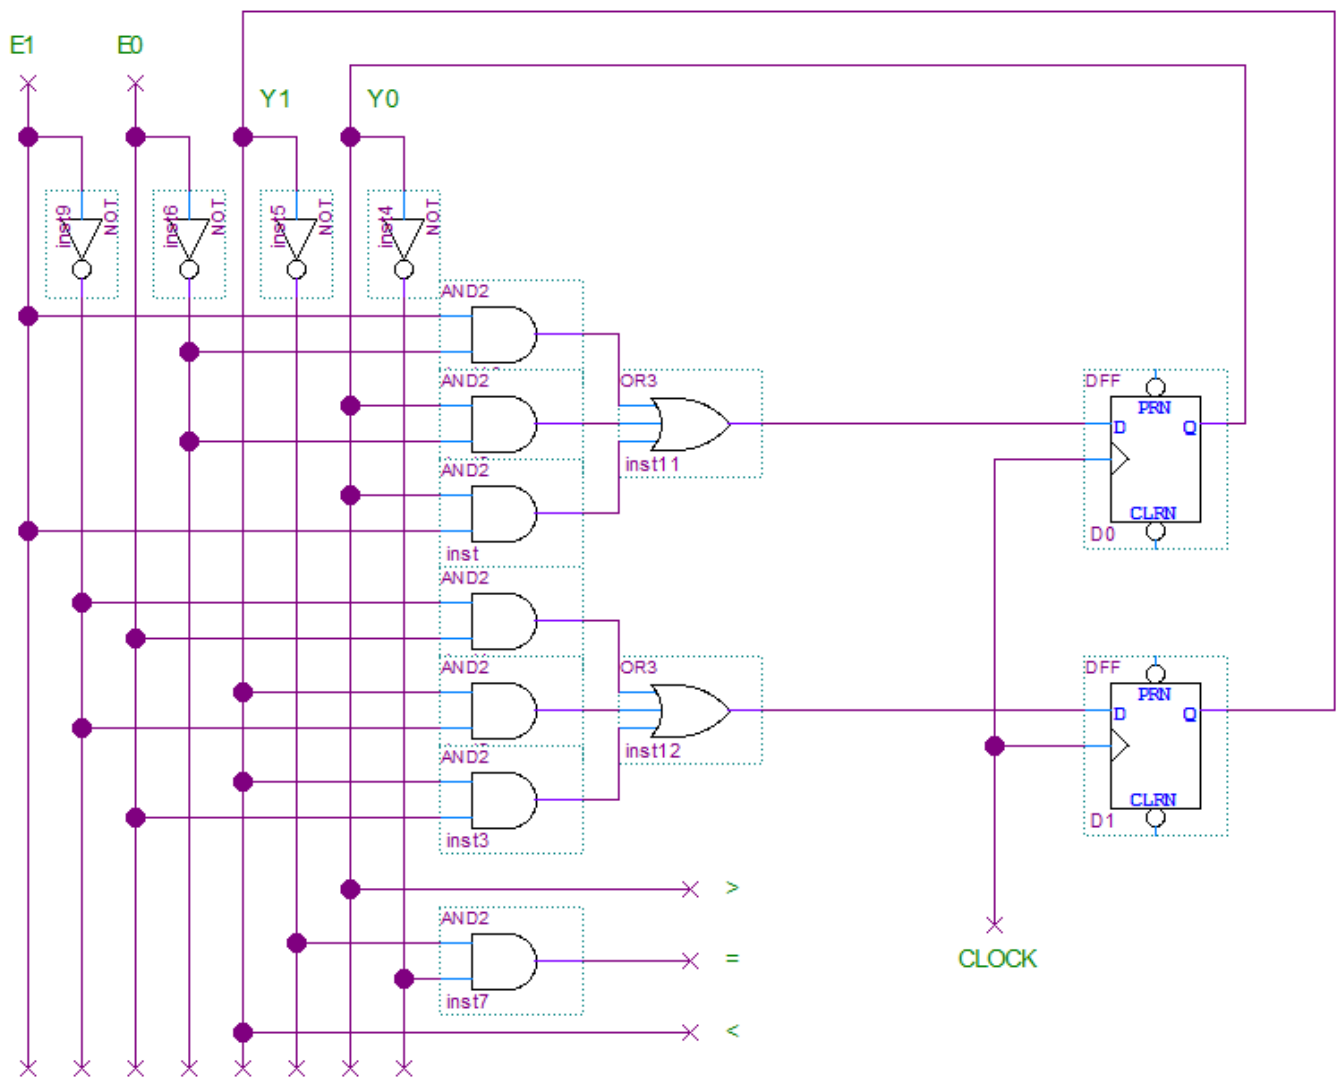 E1
E0
Y1
Y0
inst9
NOT
inst6
NOT
inst5
NOT
inst4
NOT
AND2
AND2
OR3
DFF
PRN
D
Q
inst11
AND2
CLRN
D0
inst
AND2
AND2
OR3
DFF
PRN
D
Q
inst12
AND2
CLRN
D1
inst3
>
AND2
=
CLOCK
inst7
<